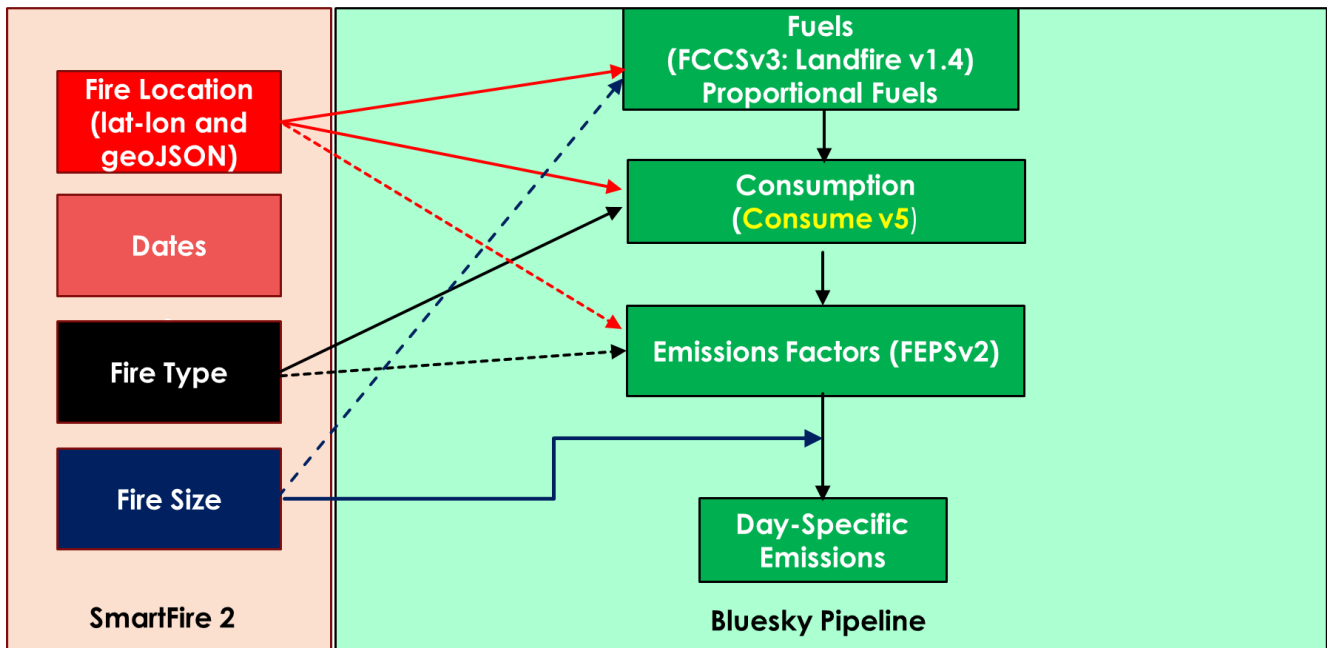 Fire Location
(lat-lon and
geoJSON)
Dates
Fire Type
Fire Size
SmartFire 2
Fuels
(FCCSv3: Landfire v1.4)
Proportional Fuels
Consumption
(Consume v5)
Emissions Factors (FEPSv2)
Day-Specific
Emissions
Bluesky Pipeline